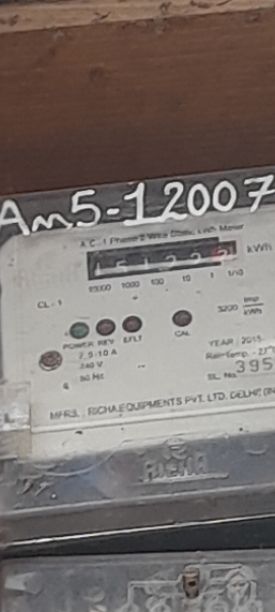 Am5-12007
A.C. 1 Phase 2 Wire Static kWh Meter
kWh
10000 1000 100 10 1 1/10
CL - 1
3200 imp/kWh
POWER REV E/FLT CAL
2.5-10 A
240 V
50 Hz
YEAR : 2015
SL. No. 395
MFRS. : RICHA EQUIPMENTS PVT. LTD. DELHI
RICHA